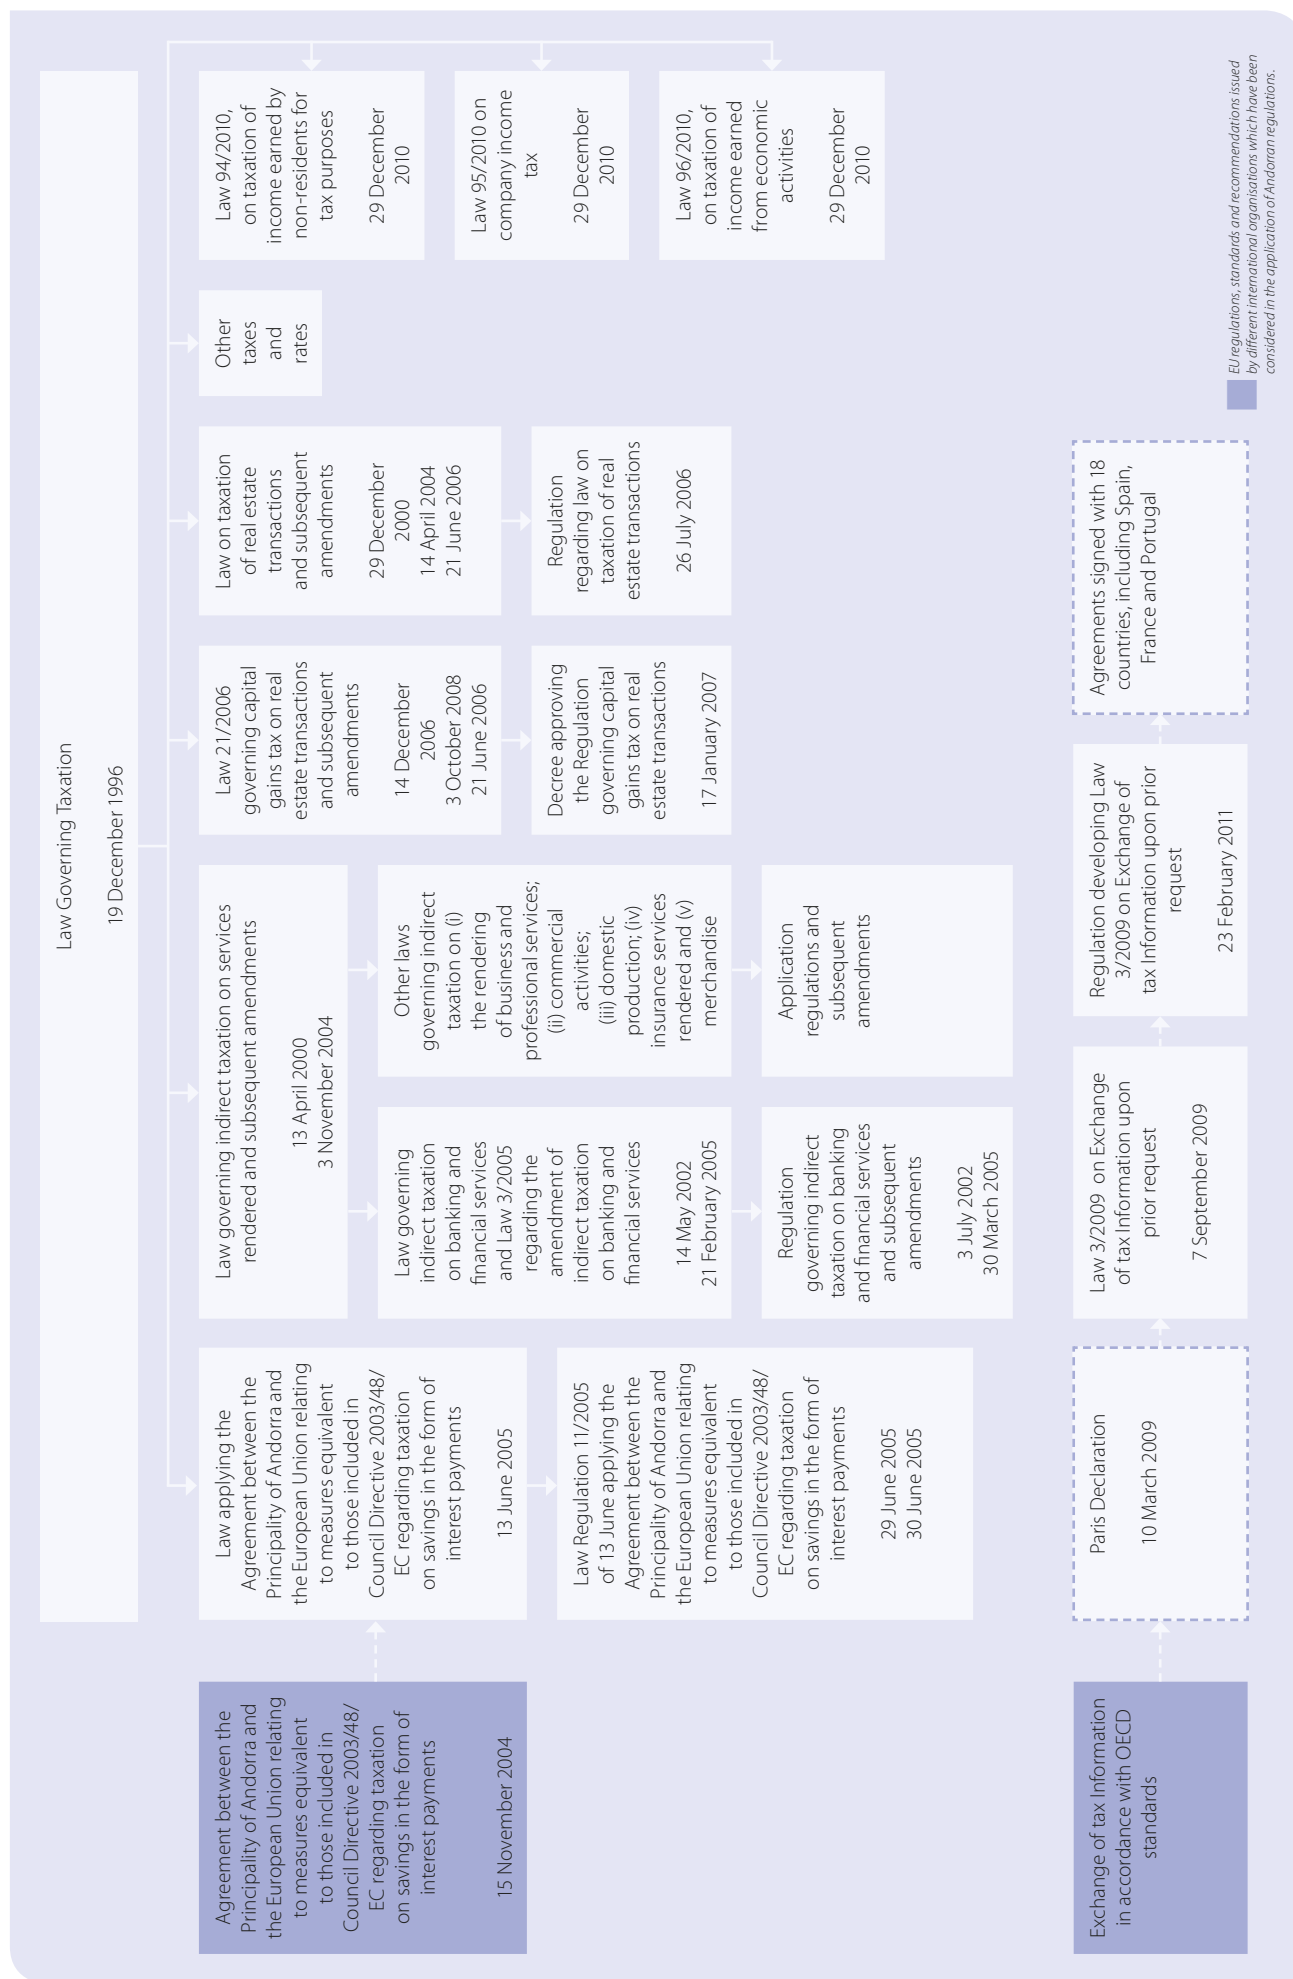 Law Governing Taxation
19 December 1996
Agreement between the
Principality of Andorra and
the European Union relating
to measures equivalent
to those included in
Council Directive 2003/48/
EC regarding taxation
on savings in the form of
interest payments
15 November 2004
Law applying the
Agreement between the
Principality of Andorra and
the European Union relating
to measures equivalent
to those included in
Council Directive 2003/48/
EC regarding taxation
on savings in the form of
interest payments
13 June 2005
Law Regulation 11/2005
of 13 June applying the
Agreement between the
Principality of Andorra and
the European Union relating
to measures equivalent
to those included in
Council Directive 2003/48/
EC regarding taxation
on savings in the form of
interest payments
29 June 2005
30 June 2005
Law governing indirect taxation on services
rendered and subsequent amendments
13 April 2000
3 November 2004
Law governing
indirect taxation
on banking and
financial services
and Law 3/2005
regarding the
amendment of
indirect taxation
on banking and
financial services
14 May 2002
21 February 2005
Regulation
governing indirect
taxation on banking
and financial services
and subsequent
amendments
3 July 2002
30 March 2005
Other laws
governing indirect
taxation on (i)
the rendering
of business and
professional services;
(ii) commercial
activities;
(iii) domestic
production; (iv)
insurance services
rendered and (v)
merchandise
Application
regulations and
subsequent
amendments
Law 21/2006
governing capital
gains tax on real
estate transactions
and subsequent
amendments
14 December
2006
3 October 2008
21 June 2006
Decree approving
the Regulation
governing capital
gains tax on real
estate transactions
17 January 2007
Law on taxation
of real estate
transactions
and subsequent
amendments
29 December
2000
14 April 2004
21 June 2006
Regulation
regarding law on
taxation of real
estate transactions
26 July 2006
Other
taxes
and
rates
Law 94/2010,
on taxation of
income earned by
non-residents for
tax purposes
29 December
2010
Law 95/2010 on
company income
tax
29 December
2010
Law 96/2010,
on taxation of
income earned
from economic
activities
29 December
2010
Exchange of tax Information
in accordance with OECD
standards
Paris Declaration
10 March 2009
Law 3/2009 on Exchange
of tax Information upon
prior request
7 September 2009
Regulation developing Law
3/2009 on Exchange of
tax Information upon prior
request
23 February 2011
Agreements signed with 18
countries, including Spain,
France and Portugal
EU regulations, standards and recommendations issued
by different international organisations which have been
considered in the application of Andorran regulations.